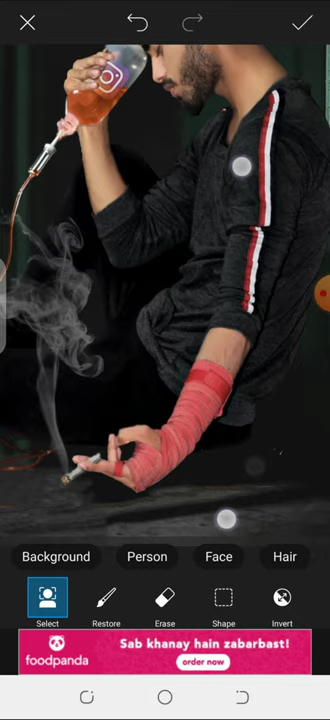 Background Person Face Hair
Select Restore Erase Shape Invert
foodpanda
Sab khanay hain zabarbast!
order now